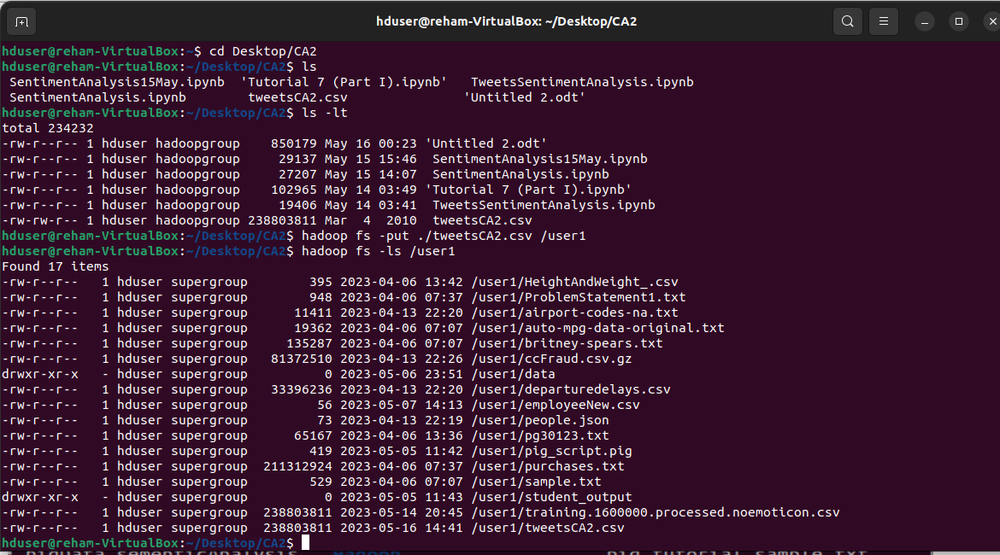 hduser@reham-VirtualBox: ~/Desktop/CA2
hduser@reham-VirtualBox:~$ cd Desktop/CA2
hduser@reham-VirtualBox:~/Desktop/CA2$ ls
SentimentAnalysis15May.ipynb 'Tutorial 7 (Part I).ipynb' TweetsSentimentAnalysis.ipynb
SentimentAnalysis.ipynb tweetsCA2.csv 'Untitled 2.odt'
hduser@reham-VirtualBox:~/Desktop/CA2$ ls -lt
total 234232
-rw-r--r-- 1 hduser hadoopgroup 850179 May 16 00:23 'Untitled 2.odt'
-rw-r--r-- 1 hduser hadoopgroup 29137 May 15 15:46 SentimentAnalysis15May.ipynb
-rw-r--r-- 1 hduser hadoopgroup 27207 May 15 14:07 SentimentAnalysis.ipynb
-rw-r--r-- 1 hduser hadoopgroup 102965 May 14 03:49 'Tutorial 7 (Part I).ipynb'
-rw-r--r-- 1 hduser hadoopgroup 19406 May 14 03:41 TweetsSentimentAnalysis.ipynb
-rw-rw-r-- 1 hduser hadoopgroup 238803811 Mar 4 2010 tweetsCA2.csv
hduser@reham-VirtualBox:~/Desktop/CA2$ hadoop fs -put ./tweetsCA2.csv /user1
hduser@reham-VirtualBox:~/Desktop/CA2$ hadoop fs -ls /user1
Found 17 items
-rw-r--r-- 1 hduser supergroup 395 2023-04-06 13:42 /user1/HeightAndWeight_.csv
-rw-r--r-- 1 hduser supergroup 948 2023-04-06 07:37 /user1/ProblemStatement1.txt
-rw-r--r-- 1 hduser supergroup 11411 2023-04-13 22:20 /user1/airport-codes-na.txt
-rw-r--r-- 1 hduser supergroup 19362 2023-04-06 07:07 /user1/auto-mpg-data-original.txt
-rw-r--r-- 1 hduser supergroup 135287 2023-04-06 07:07 /user1/britney-spears.txt
-rw-r--r-- 1 hduser supergroup 81372510 2023-04-13 22:26 /user1/ccFraud.csv.gz
drwxr-xr-x - hduser supergroup 0 2023-05-06 23:51 /user1/data
-rw-r--r-- 1 hduser supergroup 33396236 2023-04-13 22:20 /user1/departuredelays.csv
-rw-r--r-- 1 hduser supergroup 56 2023-05-07 14:13 /user1/employeeNew.csv
-rw-r--r-- 1 hduser supergroup 73 2023-04-13 22:19 /user1/people.json
-rw-r--r-- 1 hduser supergroup 65167 2023-04-06 13:36 /user1/pg30123.txt
-rw-r--r-- 1 hduser supergroup 419 2023-05-05 11:42 /user1/pig_script.pig
-rw-r--r-- 1 hduser supergroup 211312924 2023-04-06 07:37 /user1/purchases.txt
-rw-r--r-- 1 hduser supergroup 529 2023-04-06 07:07 /user1/sample.txt
drwxr-xr-x - hduser supergroup 0 2023-05-05 11:43 /user1/student_output
-rw-r--r-- 1 hduser supergroup 238803811 2023-05-14 20:45 /user1/training.1600000.processed.noemoticon.csv
-rw-r--r-- 1 hduser supergroup 238803811 2023-05-16 14:41 /user1/tweetsCA2.csv
hduser@reham-VirtualBox:~/Desktop/CA2$